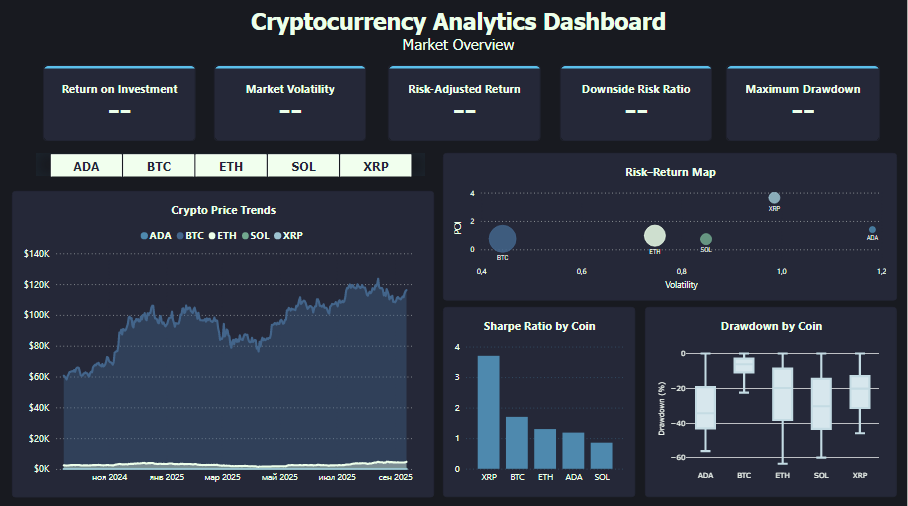 Cryptocurrency Analytics Dashboard
Market Overview
Return on Investment
--
Market Volatility
--
Risk-Adjusted Return
--
Downside Risk Ratio
--
Maximum Drawdown
--
ADA BTC ETH SOL XRP
Crypto Price Trends
ADA BTC ETH SOL XRP
$140K
$120K
$100K
$80K
$60K
$40K
$20K
$0K
ноя 2024 янв 2025 мар 2025 май 2025 июл 2025 сен 2025
Risk–Return Map
РОI
4
2
0
BTC
ETH
SOL
XRP
ADA
0,4 0,6 0,8 1,0 1,2
Volatility
Sharpe Ratio by Coin
4
3
2
1
0
XRP BTC ETH ADA SOL
Drawdown by Coin
Drawdown (%)
0
−20
−40
−60
ADA BTC ETH SOL XRP